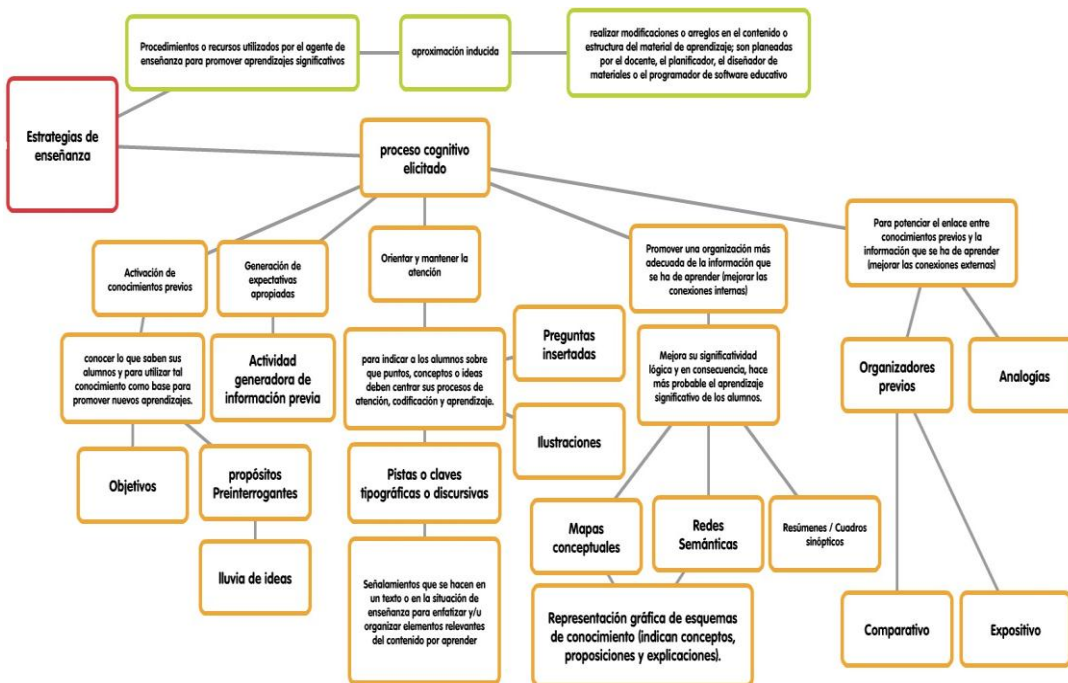 Procedimientos o recursos utilizados por el agente de
enseñanza para promover aprendizajes significativos
aproximación inducida
realizar modificaciones o arreglos en el contenido o
estructura del material de aprendizaje; son planeadas
por el docente, el planificador, el diseñador de
materiales o el programador de software educativo
Estrategias de
enseñanza
proceso cognitivo
elicitado
Activación de
conocimientos previos
Generación de
expectativas
apropiadas
Orientar y mantener la
atención
Promover una organización más
adecuada de la información que
se ha de aprender (mejorar las
conexiones internas)
Para potenciar el enlace entre
conocimientos previos y la
información que se ha de aprender
(mejorar las conexiones externas)
conocer lo que saben sus
alumnos y para utilizar tal
conocimiento como base para
promover nuevos aprendizajes.
Actividad
generadora de
información previa
para indicar a los alumnos sobre
que puntos, conceptos o ideas
deben centrar sus procesos de
atención, codificación y aprendizaje.
Preguntas
insertadas
Ilustraciones
Mejora su significatividad
lógica y en consecuencia, hace
más probable el aprendizaje
significativo de los alumnos.
Organizadores
previos
Analogías
Objetivos
propósitos
Preinterrogantes
lluvia de ideas
Pistas o claves
tipográficas o discursivas
Señalamientos que se hacen en
un texto o en la situación de
enseñanza para enfatizar y/u
organizar elementos relevantes
del contenido por aprender
Mapas
conceptuales
Redes
Semánticas
Resúmenes / Cuadros
sinópticos
Representación gráfica de esquemas
de conocimiento (indican conceptos,
proposiciones y explicaciones).
Comparativo
Expositivo